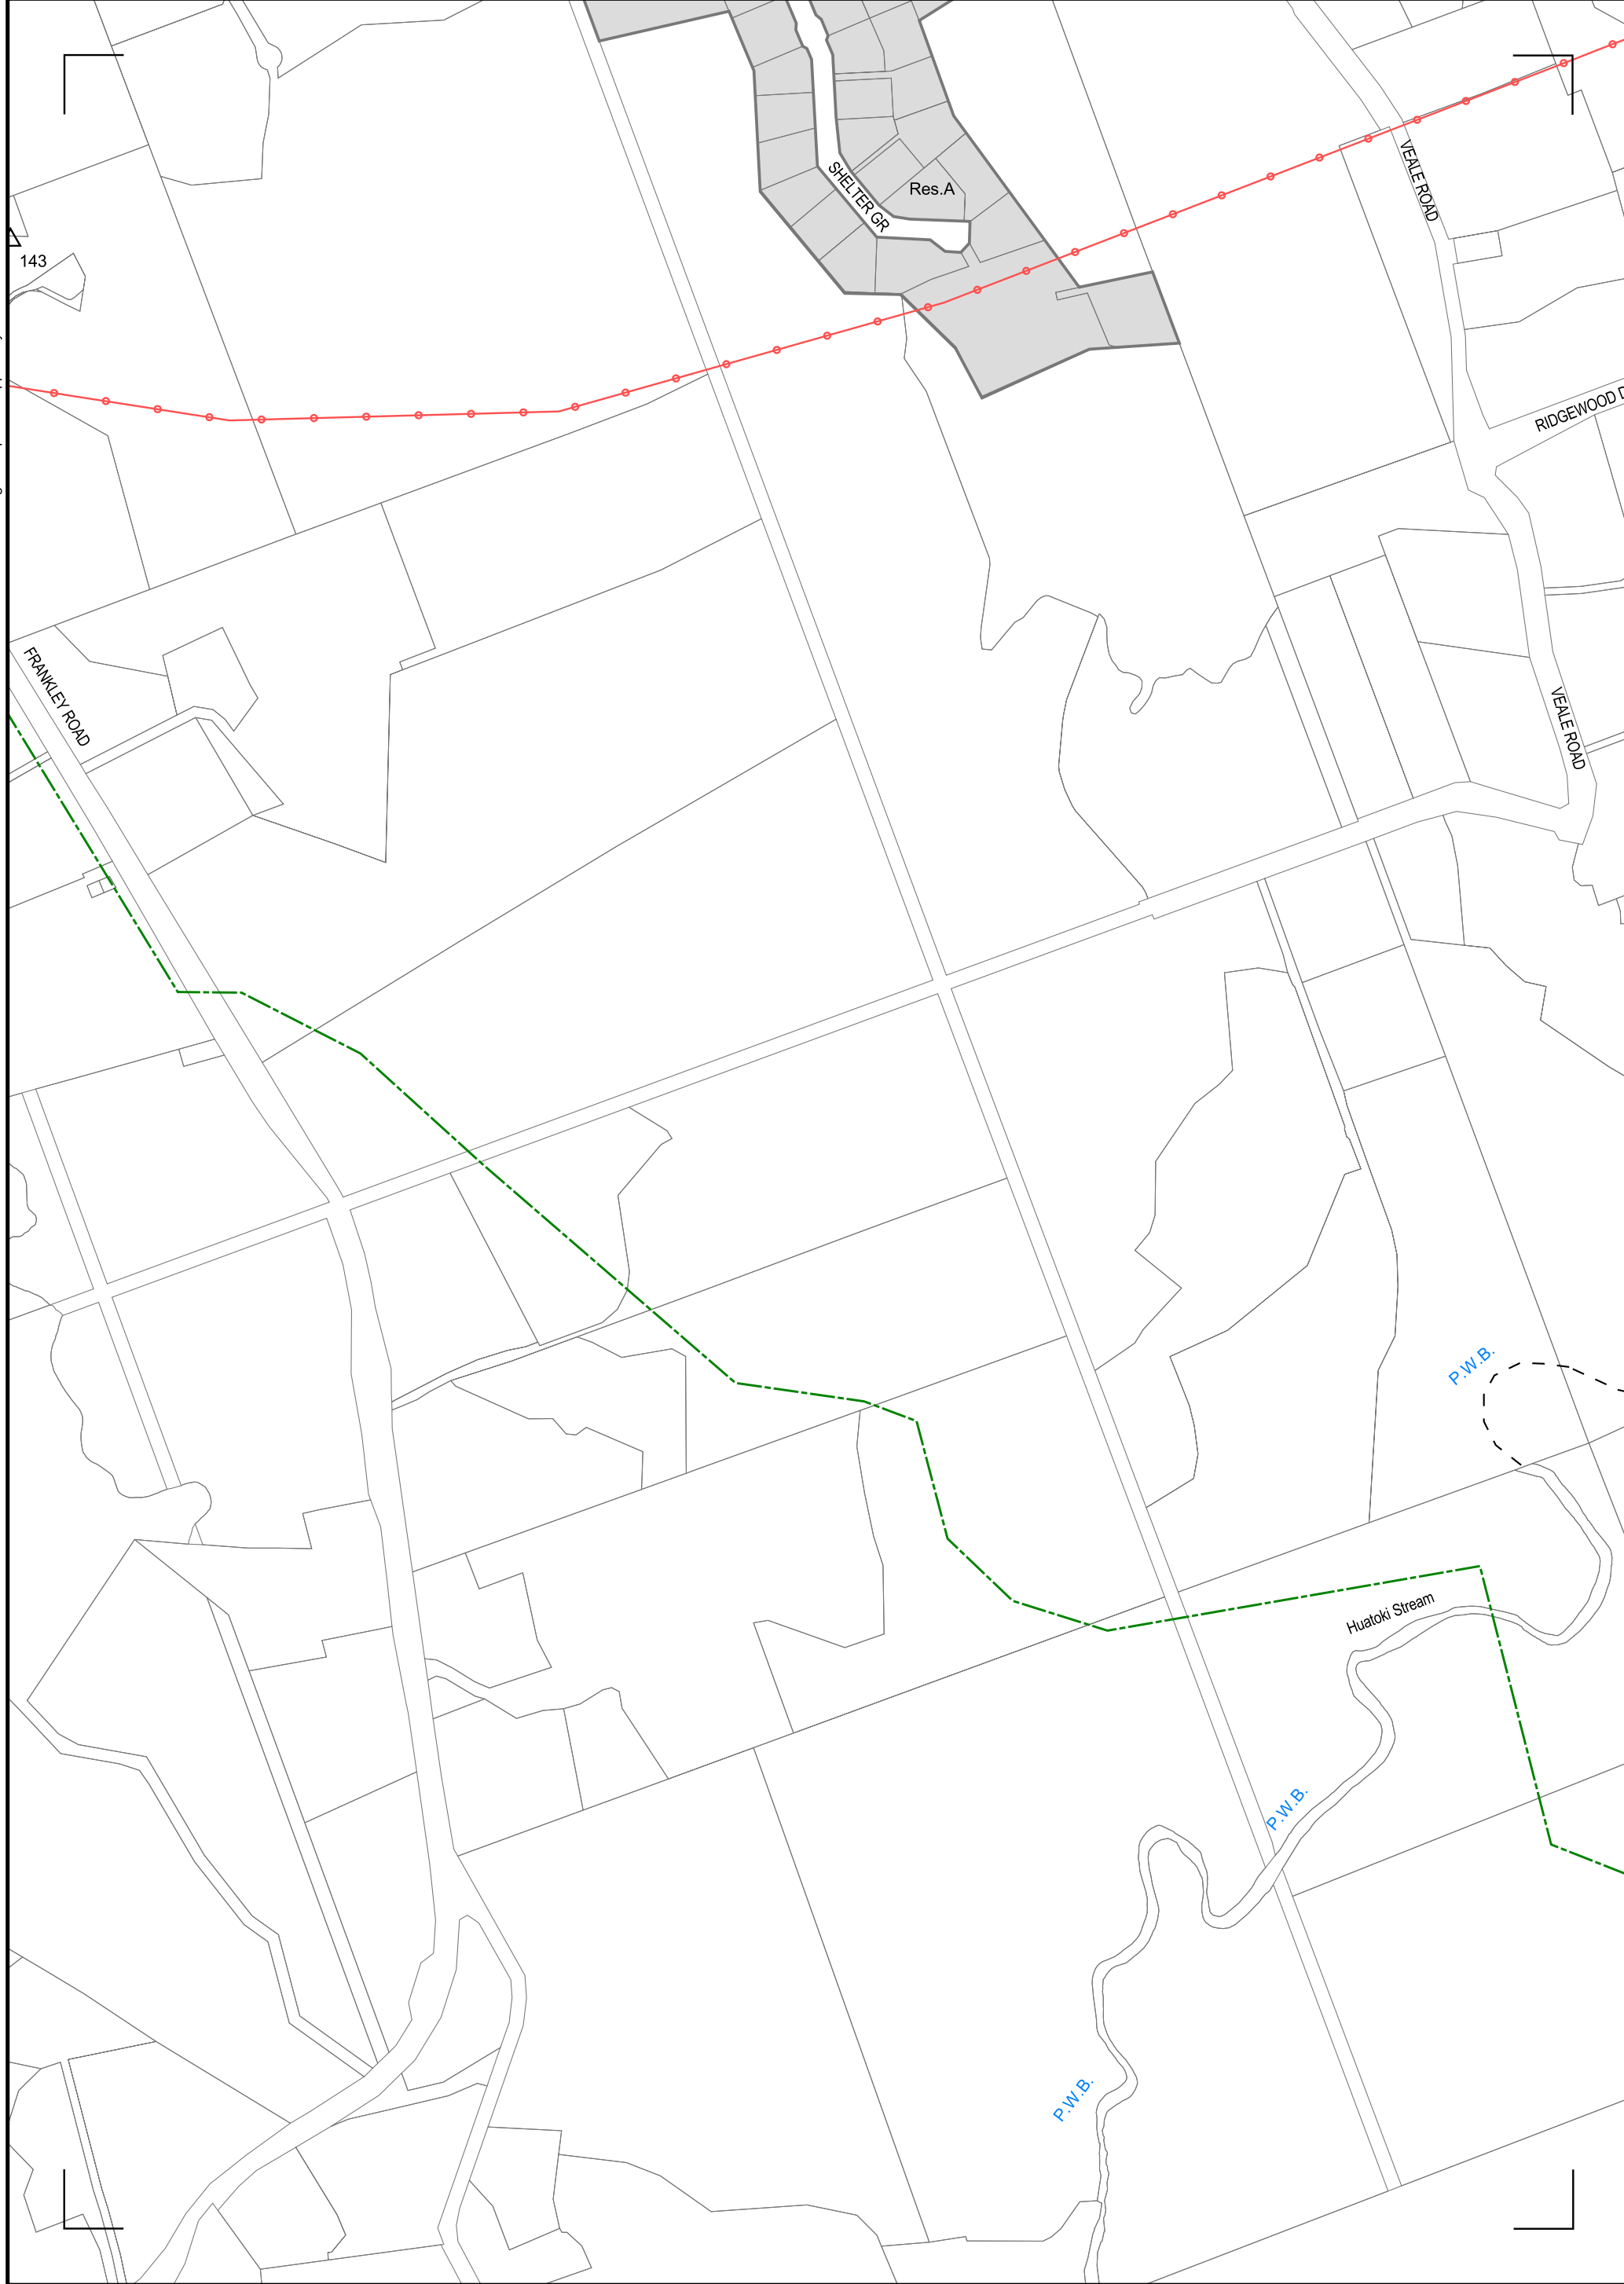 VEALE ROAD
SHELTER GR
Res.A
143
RIDGEWOOD
FRANKLEY ROAD
VEALE ROAD
P.W.B.
Huatoki Stream
P.W.B.
P.W.B.